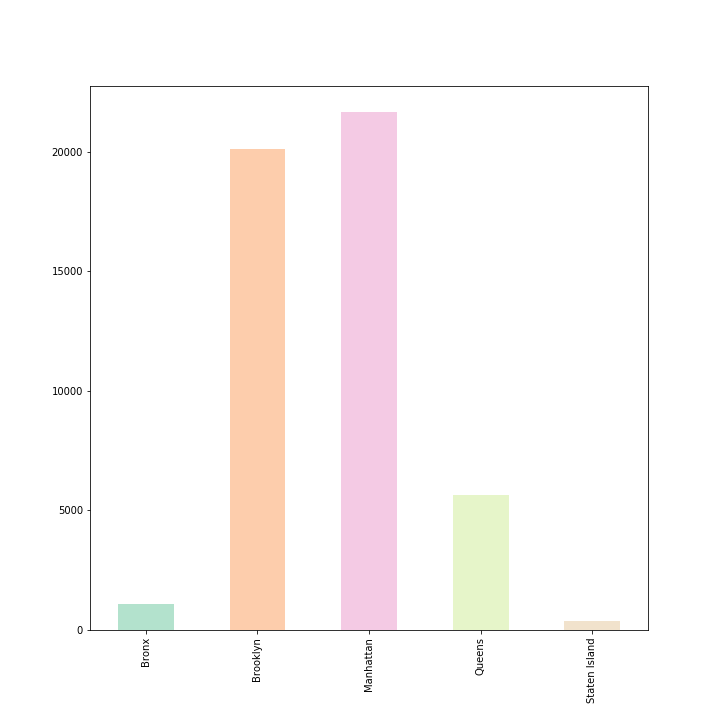 20000
15000
10000
5000
0
Bronx
Brooklyn
Manhattan
Queens
Staten Island